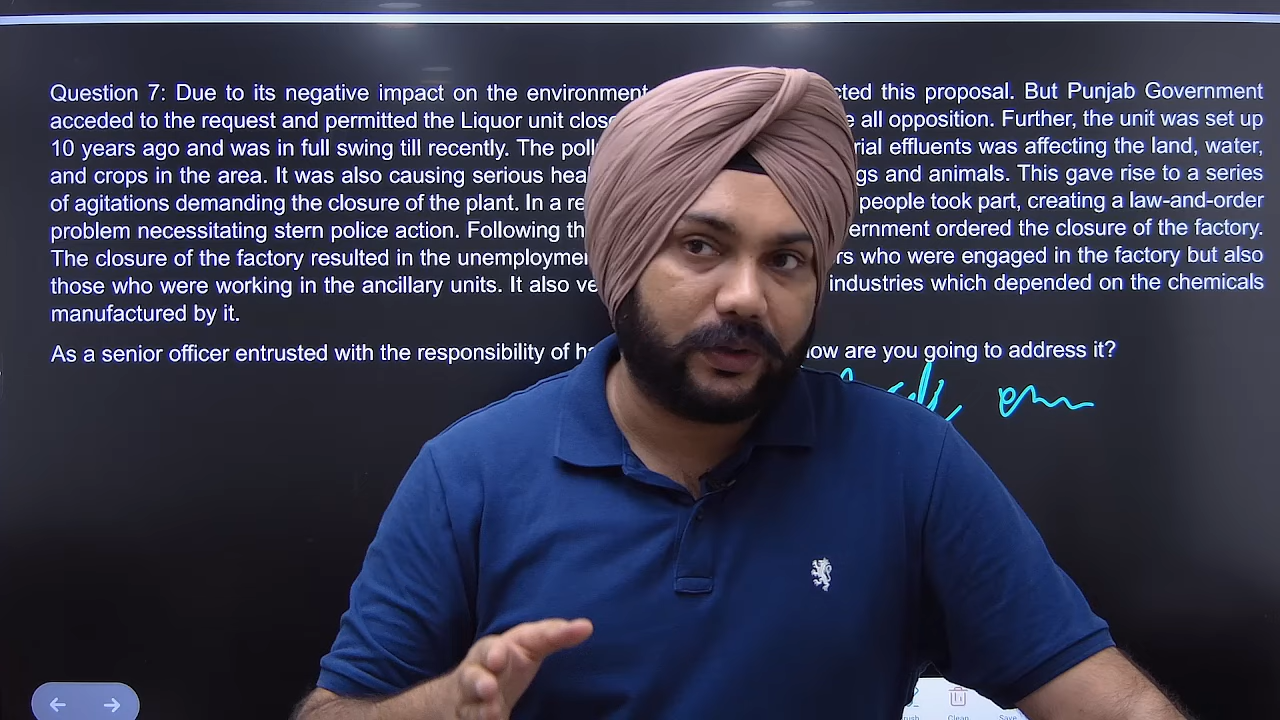 Question 7: Due to its negative impact on the environment cted this proposal. But Punjab Government
acceded to the request and permitted the Liquor unit close all opposition. Further, the unit was set up
10 years ago and was in full swing till recently. The poll rial effluents was affecting the land, water,
and crops in the area. It was also causing serious heal gs and animals. This gave rise to a series
of agitations demanding the closure of the plant. In a re people took part, creating a law-and-order
problem necessitating stern police action. Following th ernment ordered the closure of the factory.
The closure of the factory resulted in the unemployme rs who were engaged in the factory but also
those who were working in the ancillary units. It also ve industries which depended on the chemicals
manufactured by it.
As a senior officer entrusted with the responsibility of ha ow are you going to address it?
Clean Save